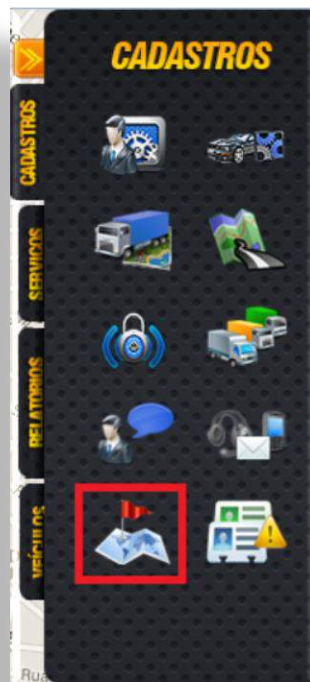 CADASTROS
CADASTROS
SERVIÇOS
RELATÓRIOS
VEÍCULOS
Rua